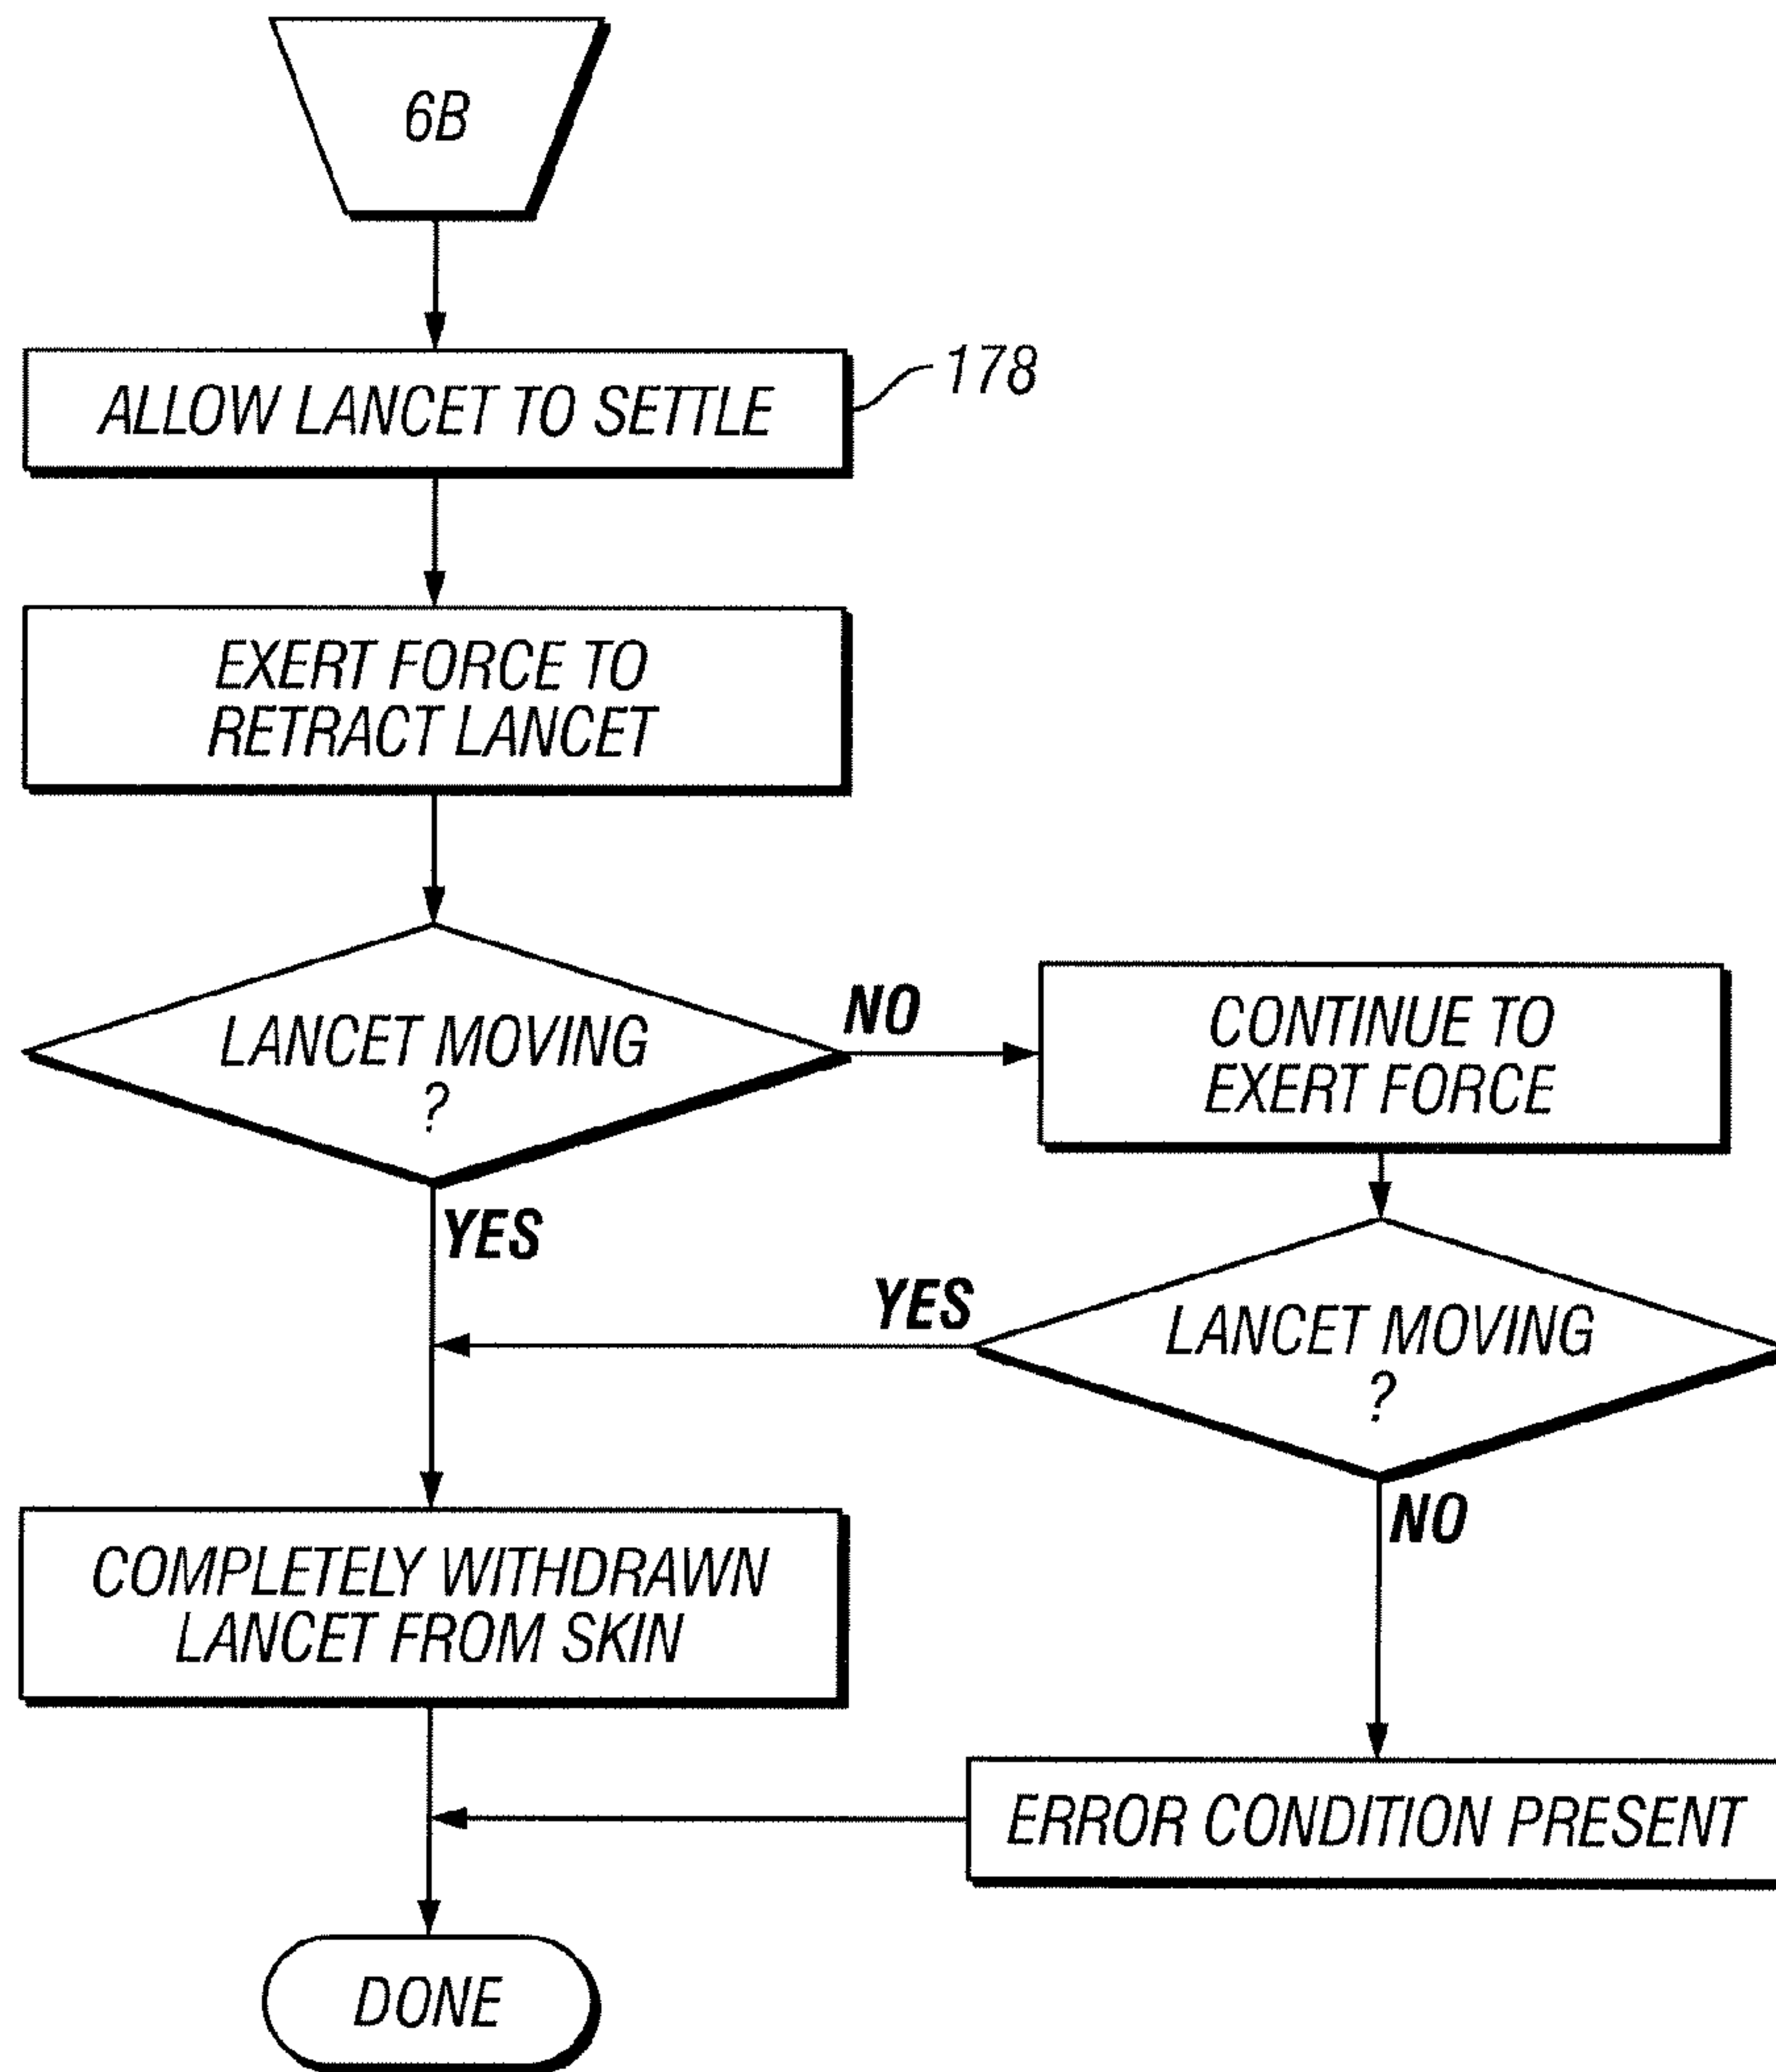 6B
ALLOW LANCET TO SETTLE
178
EXERT FORCE TO
RETRACT LANCET
LANCET MOVING
?
NO
CONTINUE TO
EXERT FORCE
YES
YES
LANCET MOVING
?
NO
COMPLETELY WITHDRAWN
LANCET FROM SKIN
ERROR CONDITION PRESENT
DONE